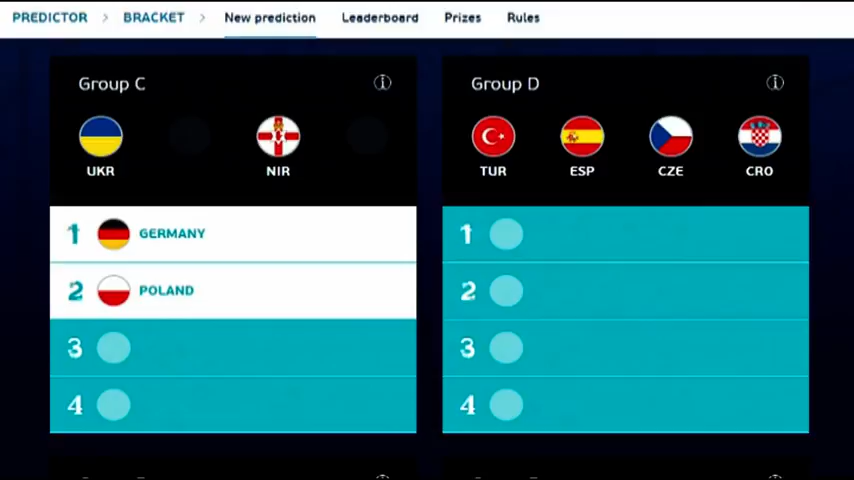 PREDICTOR > BRACKET > New prediction Leaderboard Prizes Rules
Group C
UKR NIR
1 GERMANY
2 POLAND
3
4
Group D
TUR ESP CZE CRO
1
2
3
4